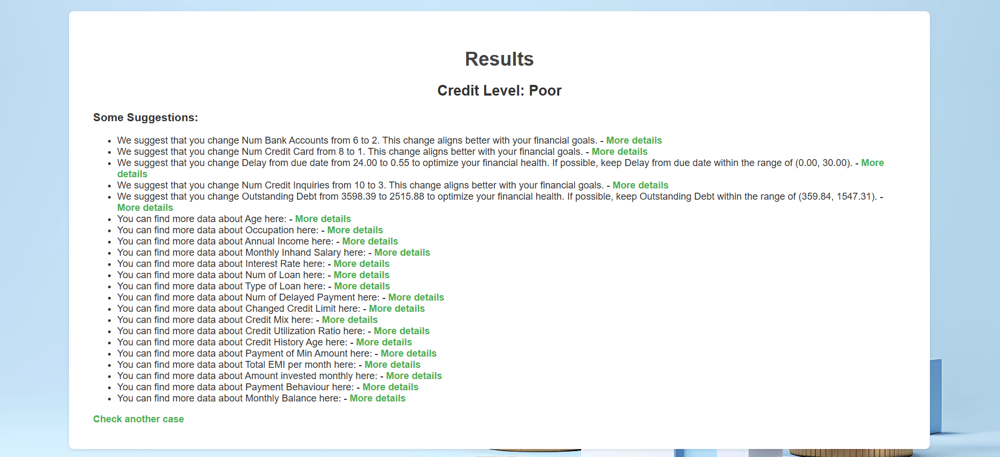 Results
Credit Level: Poor
Some Suggestions:
We suggest that you change Num Bank Accounts from 6 to 2. This change aligns better with your financial goals. - More details
We suggest that you change Num Credit Card from 8 to 1. This change aligns better with your financial goals. - More details
We suggest that you change Delay from due date from 24.00 to 0.55 to optimize your financial health. If possible, keep Delay from due date within the range of (0.00, 30.00). - More
details
We suggest that you change Num Credit Inquiries from 10 to 3. This change aligns better with your financial goals. - More details
We suggest that you change Outstanding Debt from 3598.39 to 2515.88 to optimize your financial health. If possible, keep Outstanding Debt within the range of (359.84, 1547.31). -
More details
You can find more data about Age here: - More details
You can find more data about Occupation here: - More details
You can find more data about Annual Income here: - More details
You can find more data about Monthly Inhand Salary here: - More details
You can find more data about Interest Rate here: - More details
You can find more data about Num of Loan here: - More details
You can find more data about Type of Loan here: - More details
You can find more data about Num of Delayed Payment here: - More details
You can find more data about Changed Credit Limit here: - More details
You can find more data about Credit Mix here: - More details
You can find more data about Credit Utilization Ratio here: - More details
You can find more data about Credit History Age here: - More details
You can find more data about Payment of Min Amount here: - More details
You can find more data about Total EMI per month here: - More details
You can find more data about Amount invested monthly here: - More details
You can find more data about Payment Behaviour here: - More details
You can find more data about Monthly Balance here: - More details
Check another case